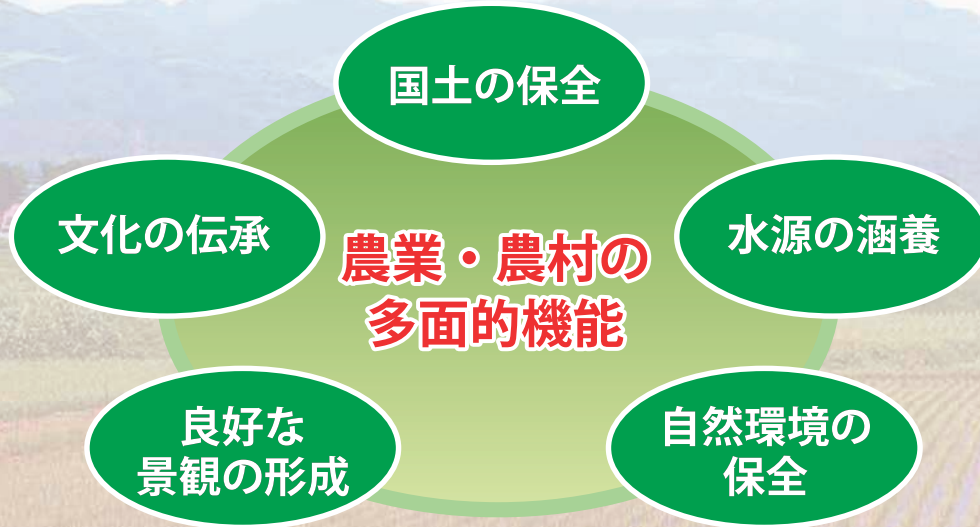 国土の保全
文化の伝承
水源の涵養
農業・農村の
多面的機能
良好な
景観の形成
自然環境の
保全